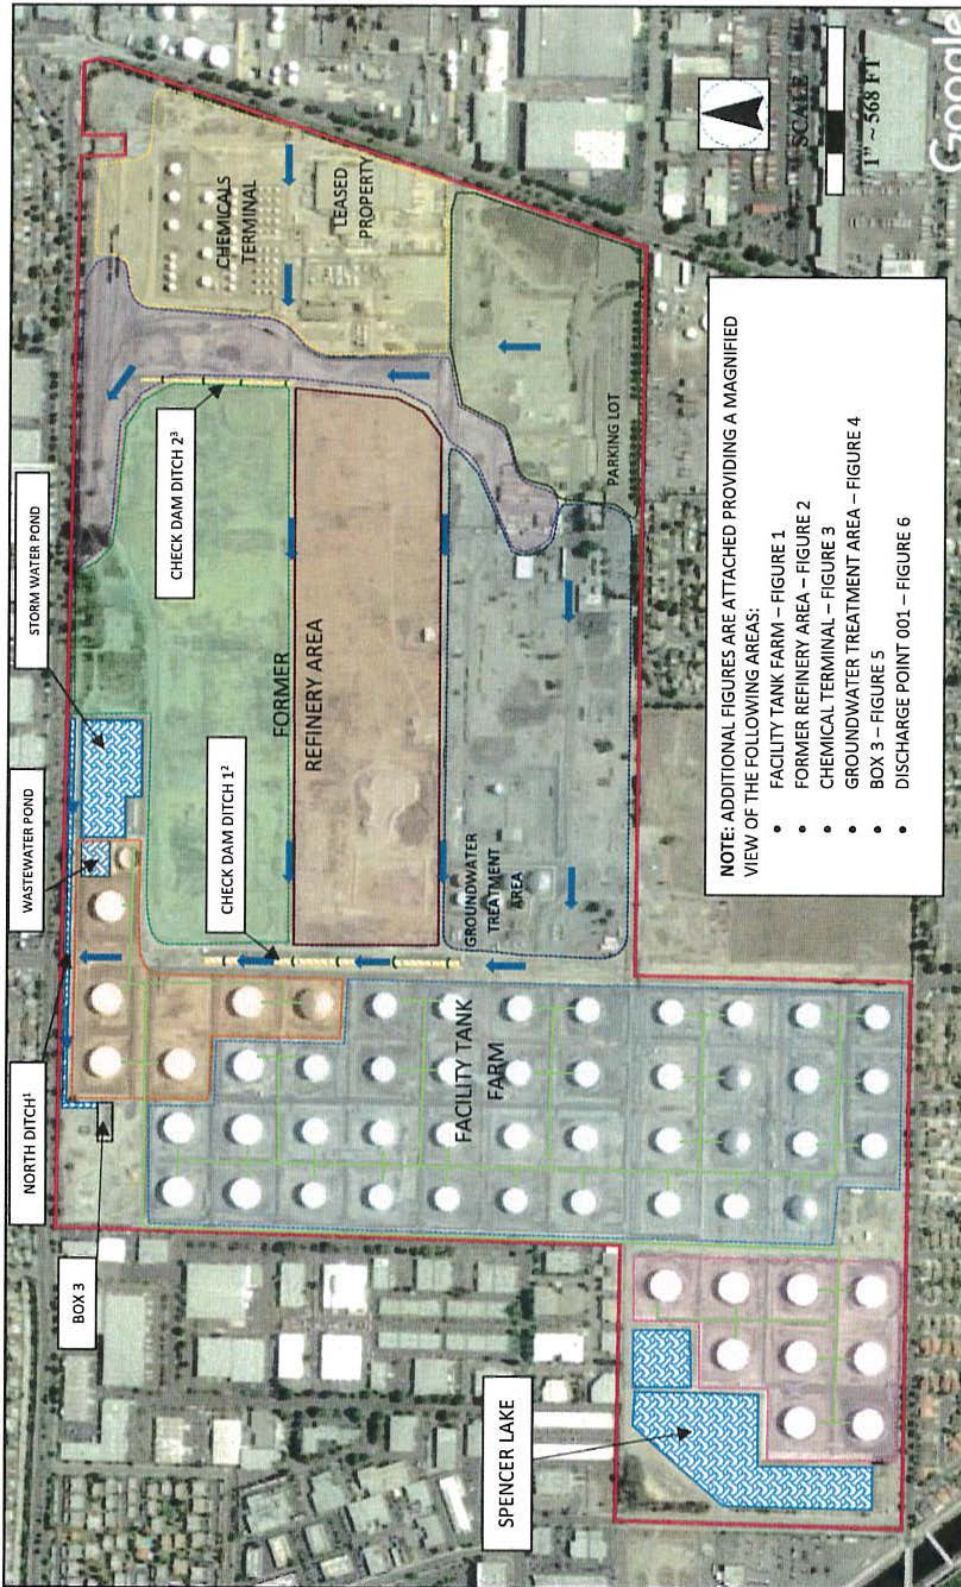 NORTH DITCH¹
WASTEWATER POND
STORM WATER POND
BOX 3
CHECK DAM DITCH 1²
CHECK DAM DITCH 2³
CHEMICALS
TERMINAL
LEASED
PROPERTY
FORMER
REFINERY AREA
GROUNDWATER
TREATMENT
AREA
PARKING LOT
FACILITY TANK
FARM
SPENCER LAKE
NOTE: ADDITIONAL FIGURES ARE ATTACHED PROVIDING A MAGNIFIED
VIEW OF THE FOLLOWING AREAS:
• FACILITY TANK FARM – FIGURE 1
• FORMER REFINERY AREA – FIGURE 2
• CHEMICAL TERMINAL – FIGURE 3
• GROUNDWATER TREATMENT AREA – FIGURE 4
• BOX 3 – FIGURE 5
• DISCHARGE POINT 001 – FIGURE 6
SCALE
1" ~ 568 FT
Google